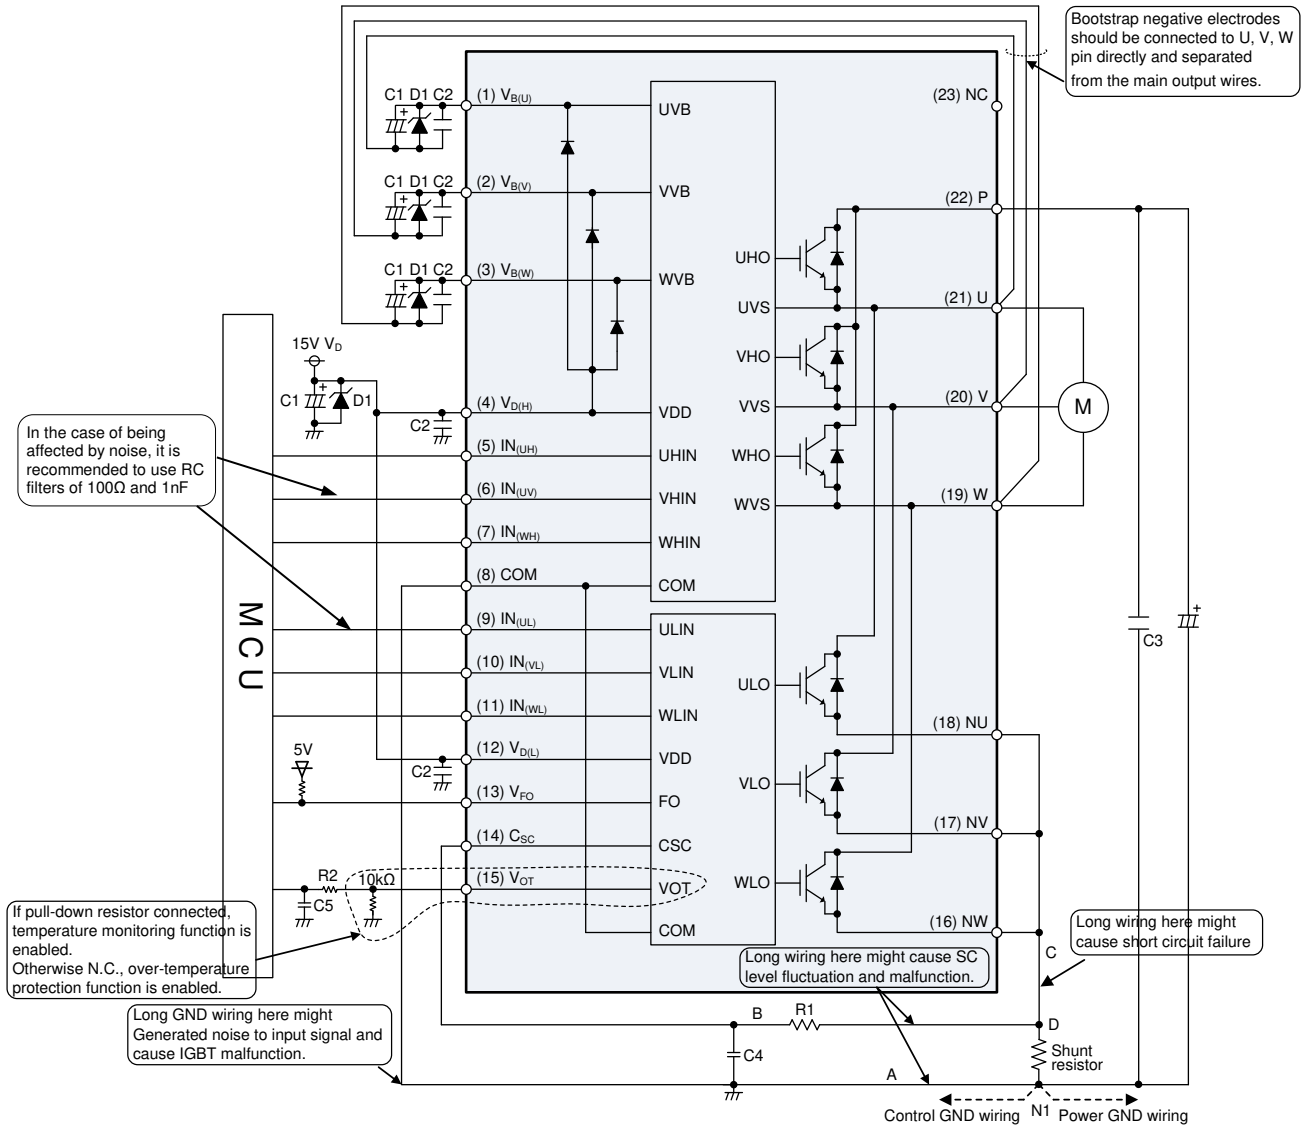 Bootstrap negative electrodes
should be connected to U, V, W
pin directly and separated
from the main output wires.
C1 D1 C2
+
(1) VB(U)
UVB
(23) NC
C1 D1 C2
+
(2) VB(V)
VVB
(22) P
C1 D1 C2
+
(3) VB(W)
WVB
UHO
UVS
(21) U
15V VD
+
C1
D1
VHO
C2
(4) VD(H)
VDD
VVS
(20) V
M
In the case of being
affected by noise, it is
recommended to use RC
filters of 100Ω and 1nF
(5) IN(UH)
UHIN
WHO
(6) IN(UV)
VHIN
WVS
(19) W
(7) IN(WH)
WHIN
(8) COM
COM
MCU
(9) IN(UL)
ULIN
+
C3
(10) IN(VL)
VLIN
ULO
(11) IN(WL)
WLIN
(18) NU
5V
C2
(12) VD(L)
VDD
VLO
(13) VFO
FO
(17) NV
(14) CSC
CSC
R2
10kΩ
(15) VOT
VOT
WLO
C5
(16) NW
COM
If pull-down resistor connected,
temperature monitoring function is
enabled.
Otherwise N.C., over-temperature
protection function is enabled.
Long wiring here might
cause short circuit failure
Long wiring here might cause SC
level fluctuation and malfunction.
C
Long GND wiring here might
Generated noise to input signal and
cause IGBT malfunction.
B
R1
D
C4
Shunt
resistor
A
Control GND wiring
N1
Power GND wiring